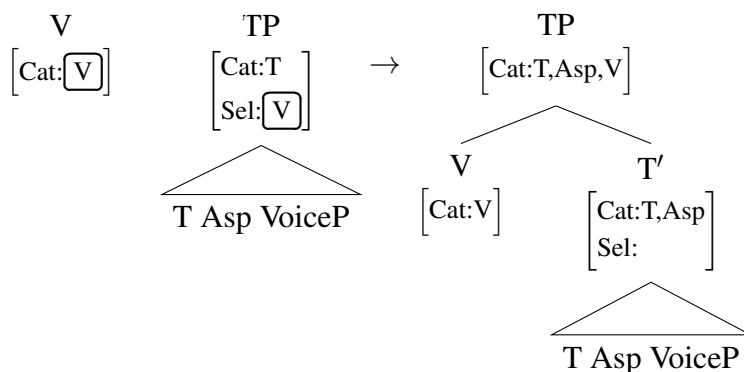 V TP → TP
[Cat:V] [Cat:T [Cat:T,Asp,V]
Sel:V]
V T′
T Asp VoiceP [Cat:V] [Cat:T,Asp
Sel: ]
T Asp VoiceP